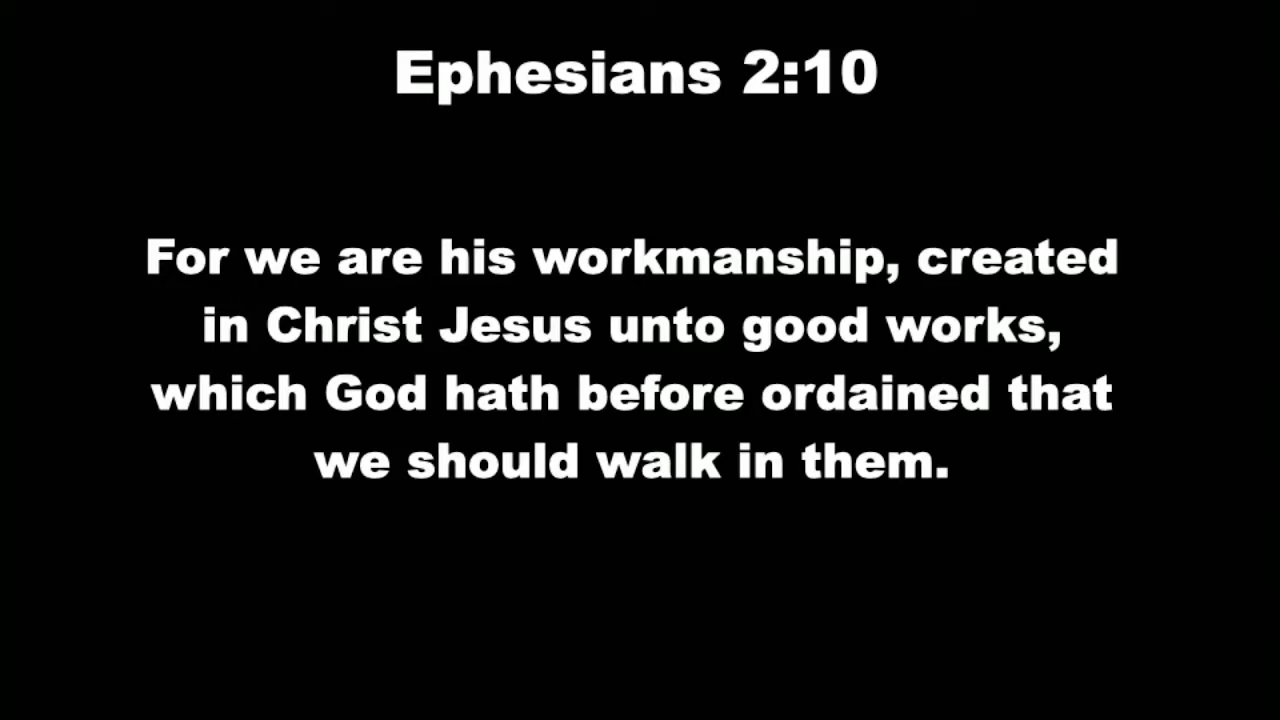 Ephesians 2:10
For we are his workmanship, created
in Christ Jesus unto good works,
which God hath before ordained that
we should walk in them.